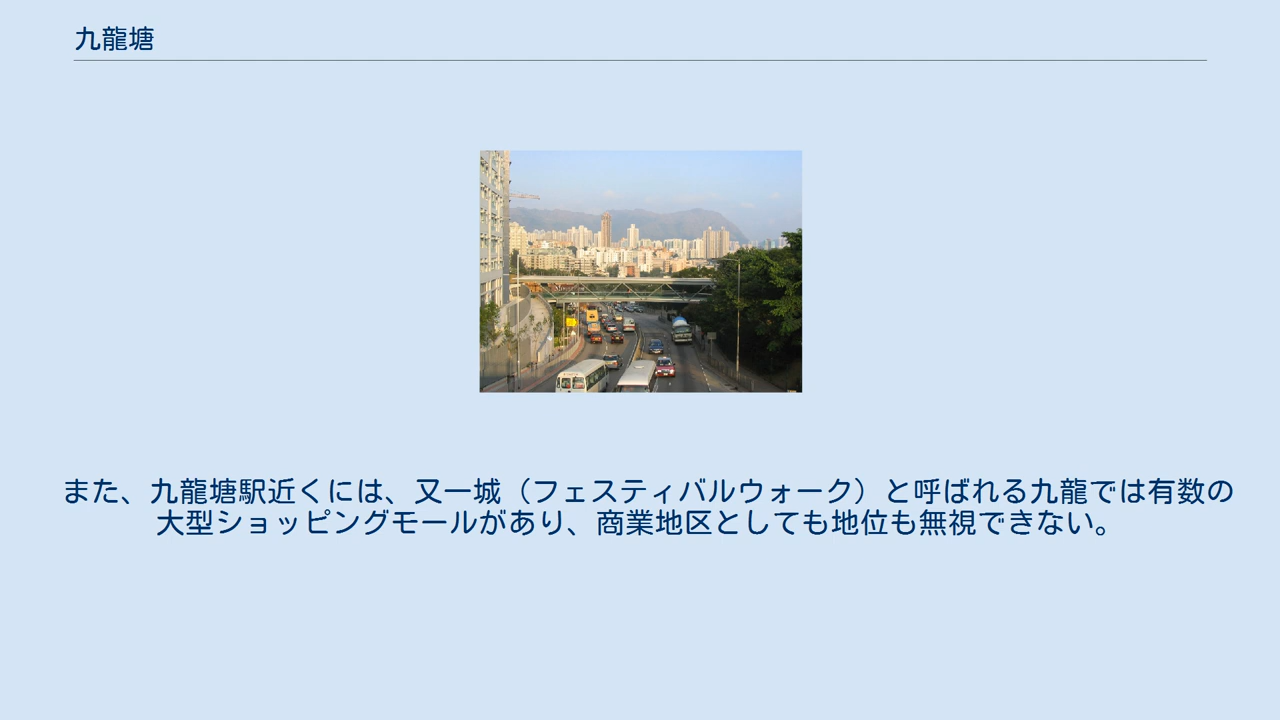 九龍塘
また、九龍塘駅近くには、又一城（フェスティバルウォーク）と呼ばれる九龍では有数の
大型ショッピングモールがあり、商業地区としても地位も無視できない。